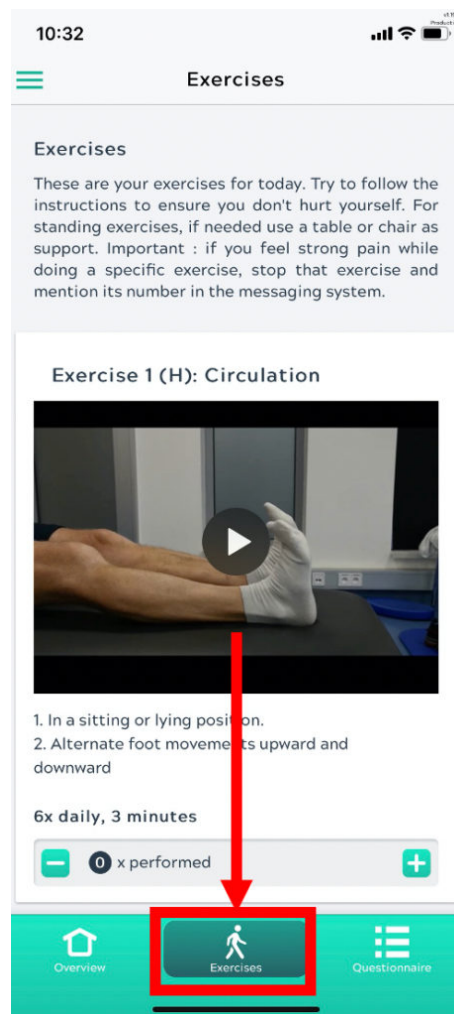 10:32
Exercises
Exercises
These are your exercises for today. Try to follow the
instructions to ensure you don't hurt yourself. For
standing exercises, if needed use a table or chair as
support. Important : if you feel strong pain while
doing a specific exercise, stop that exercise and
mention its number in the messaging system.
Exercise 1 (H): Circulation
1. In a sitting or lying position.
2. Alternate foot movements upward and
downward
6x daily, 3 minutes
0 x performed
Overview
Exercises
Questionnaire